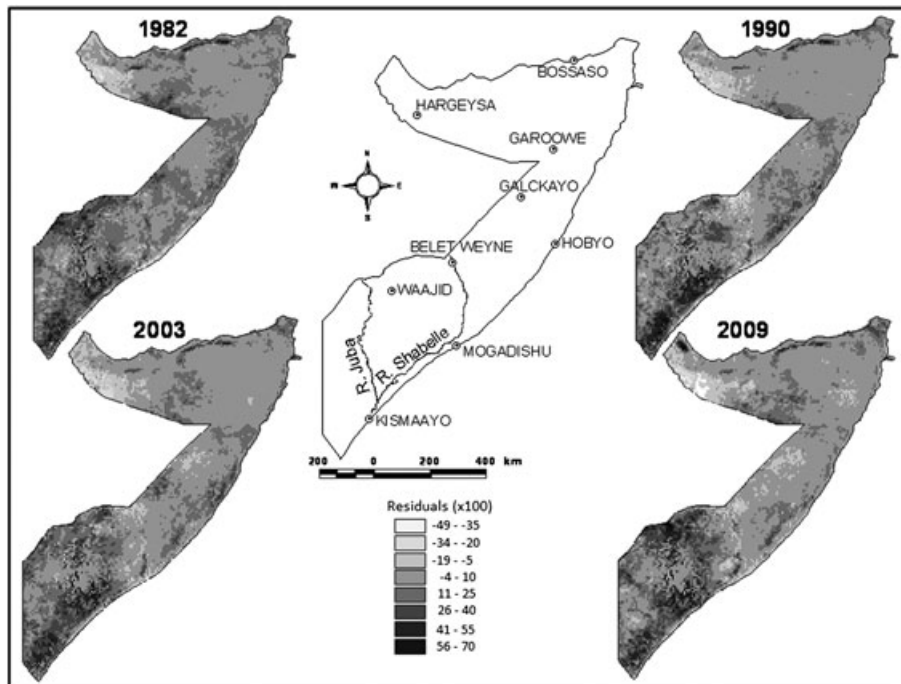 1982
1990
BOSSASO
HARGEYSA
GAROOWE
N
W E
S
GALCKAYO
BELET WEYNE
HOBYO
WAAJID
2003
2009
R. Juba
R. Shabelle
MOGADISHU
KISMAAYO
200 0 200 400 km
Residuals (x100)
-49 - -35
-34 - -20
-19 - -5
-4 - 10
11 - 25
26 - 40
41 - 55
56 - 70